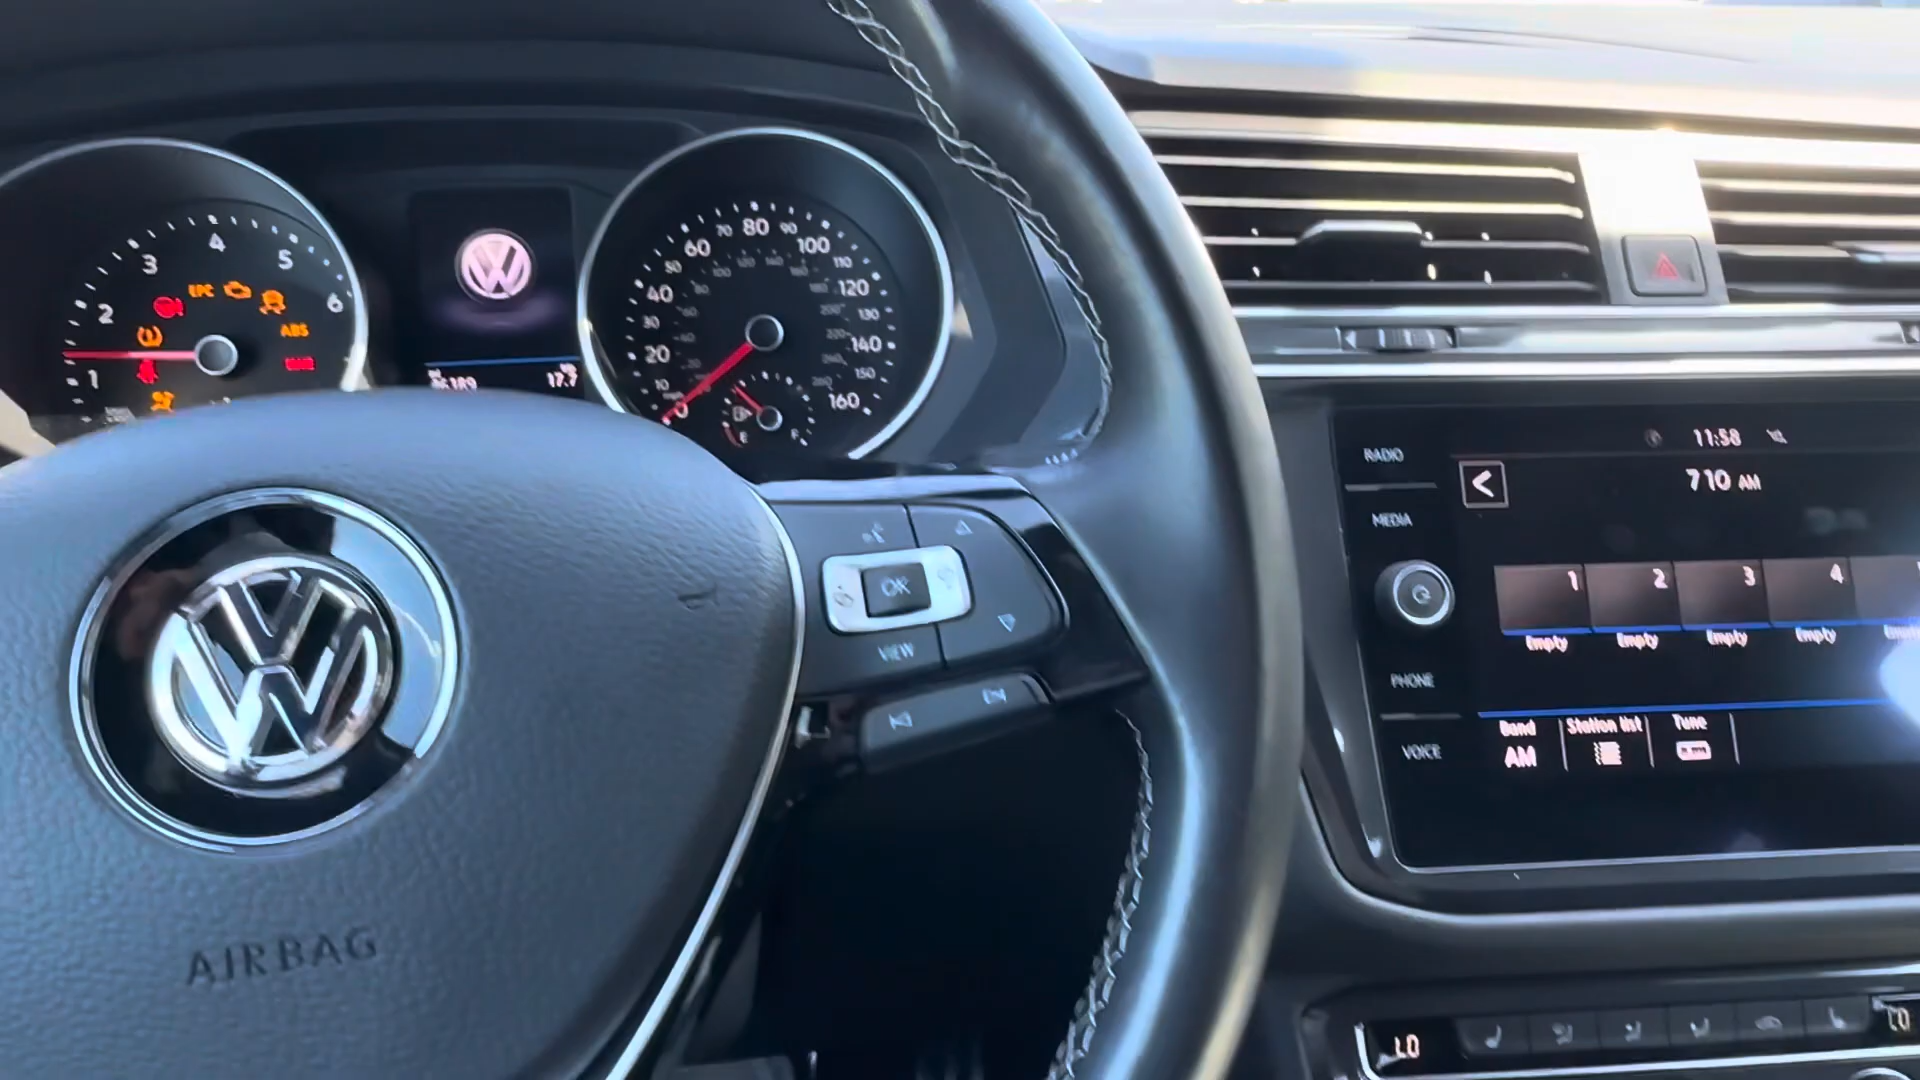 1
2
3
4
5
6
EPC
ABS
17.7
0
10
20
30
40
50
60
70
80
90
100
110
120
130
140
150
160
E
F
OK
VIEW
AIRBAG
RADIO
MEDIA
PHONE
VOICE
11:58
710 AM
1 2 3 4
Empty Empty Empty Empty
Band Station list Tune
AM
LO
LO